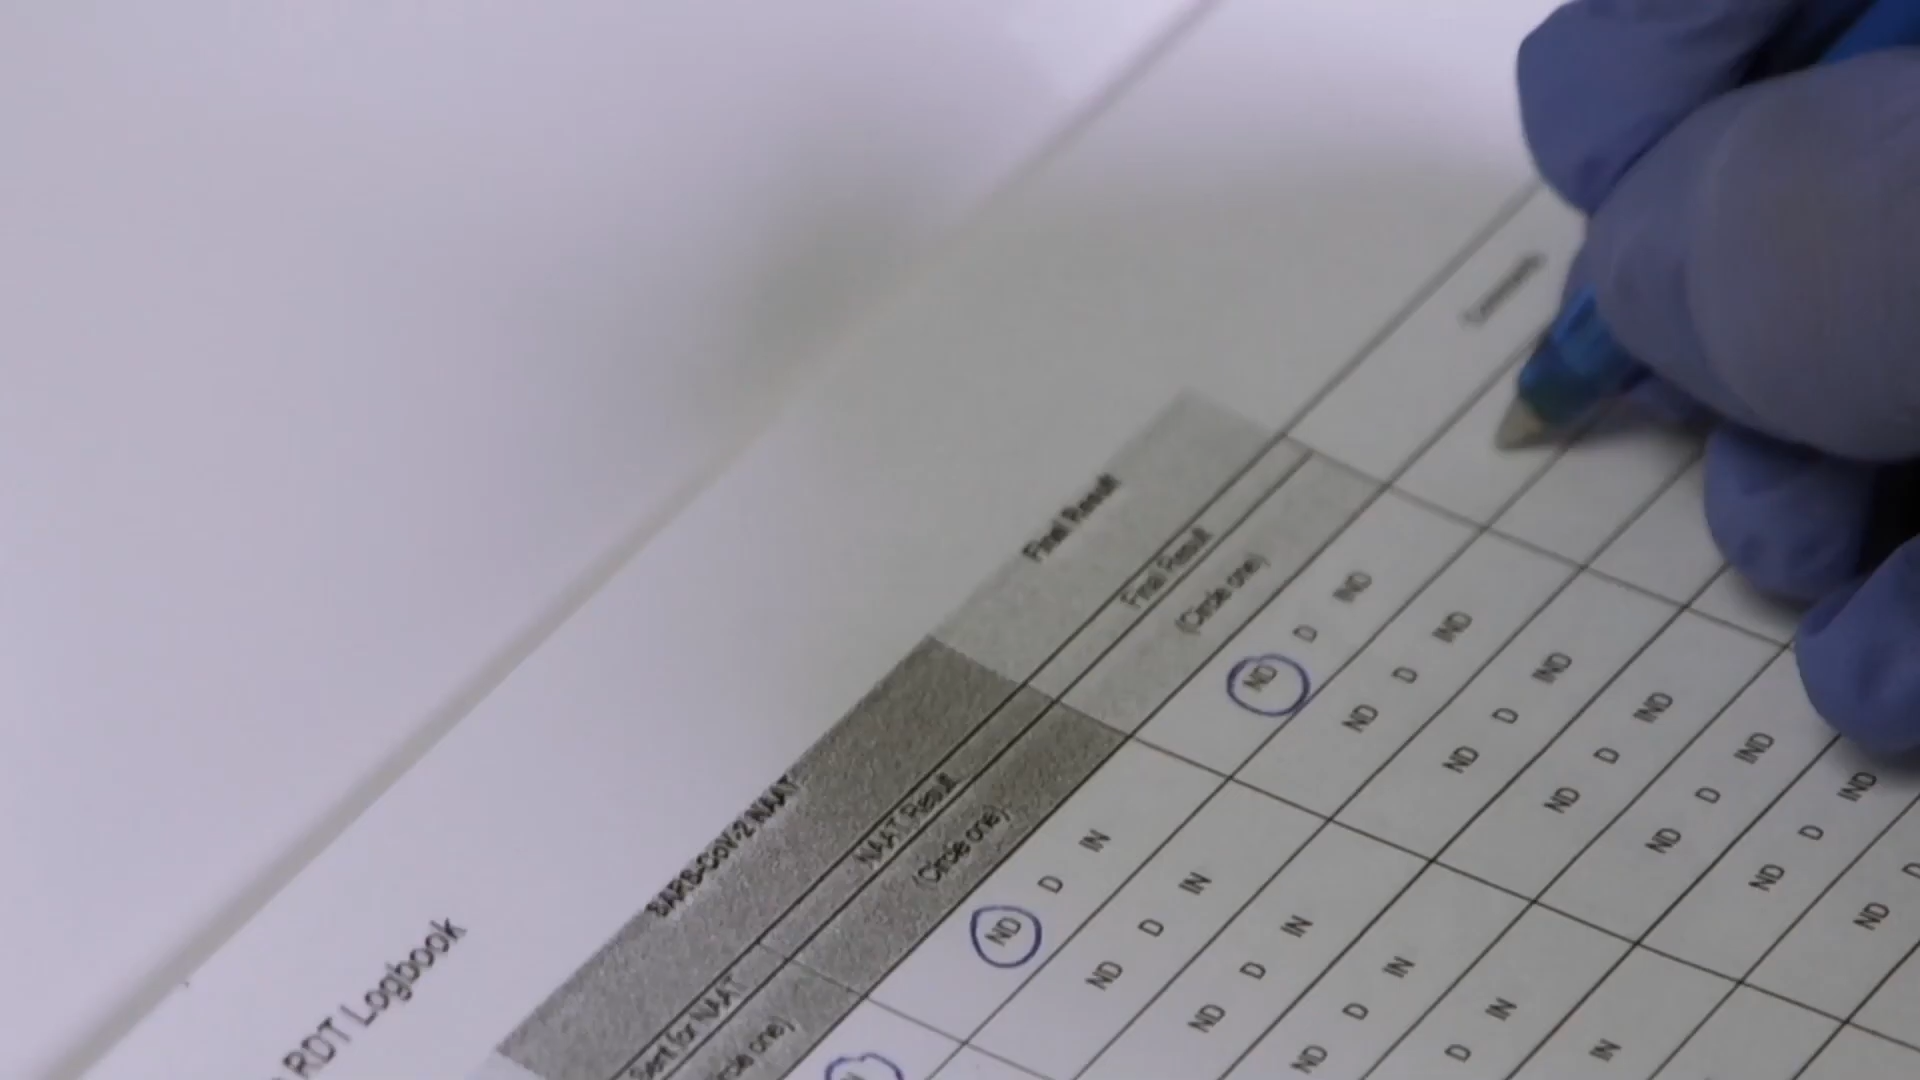 RDT Logbook
SARS-CoV-2 NAAT
Final Result
Sent for NAAT
NAAT Result
Final Result
Comments
(Circle one)
(Circle one)
ND D IN
ND D IND
ND D IN
ND D IND
ND D IN
ND D IND
ND D IN
ND D IND
D IN
ND D IND
IN
ND D IND
ND D